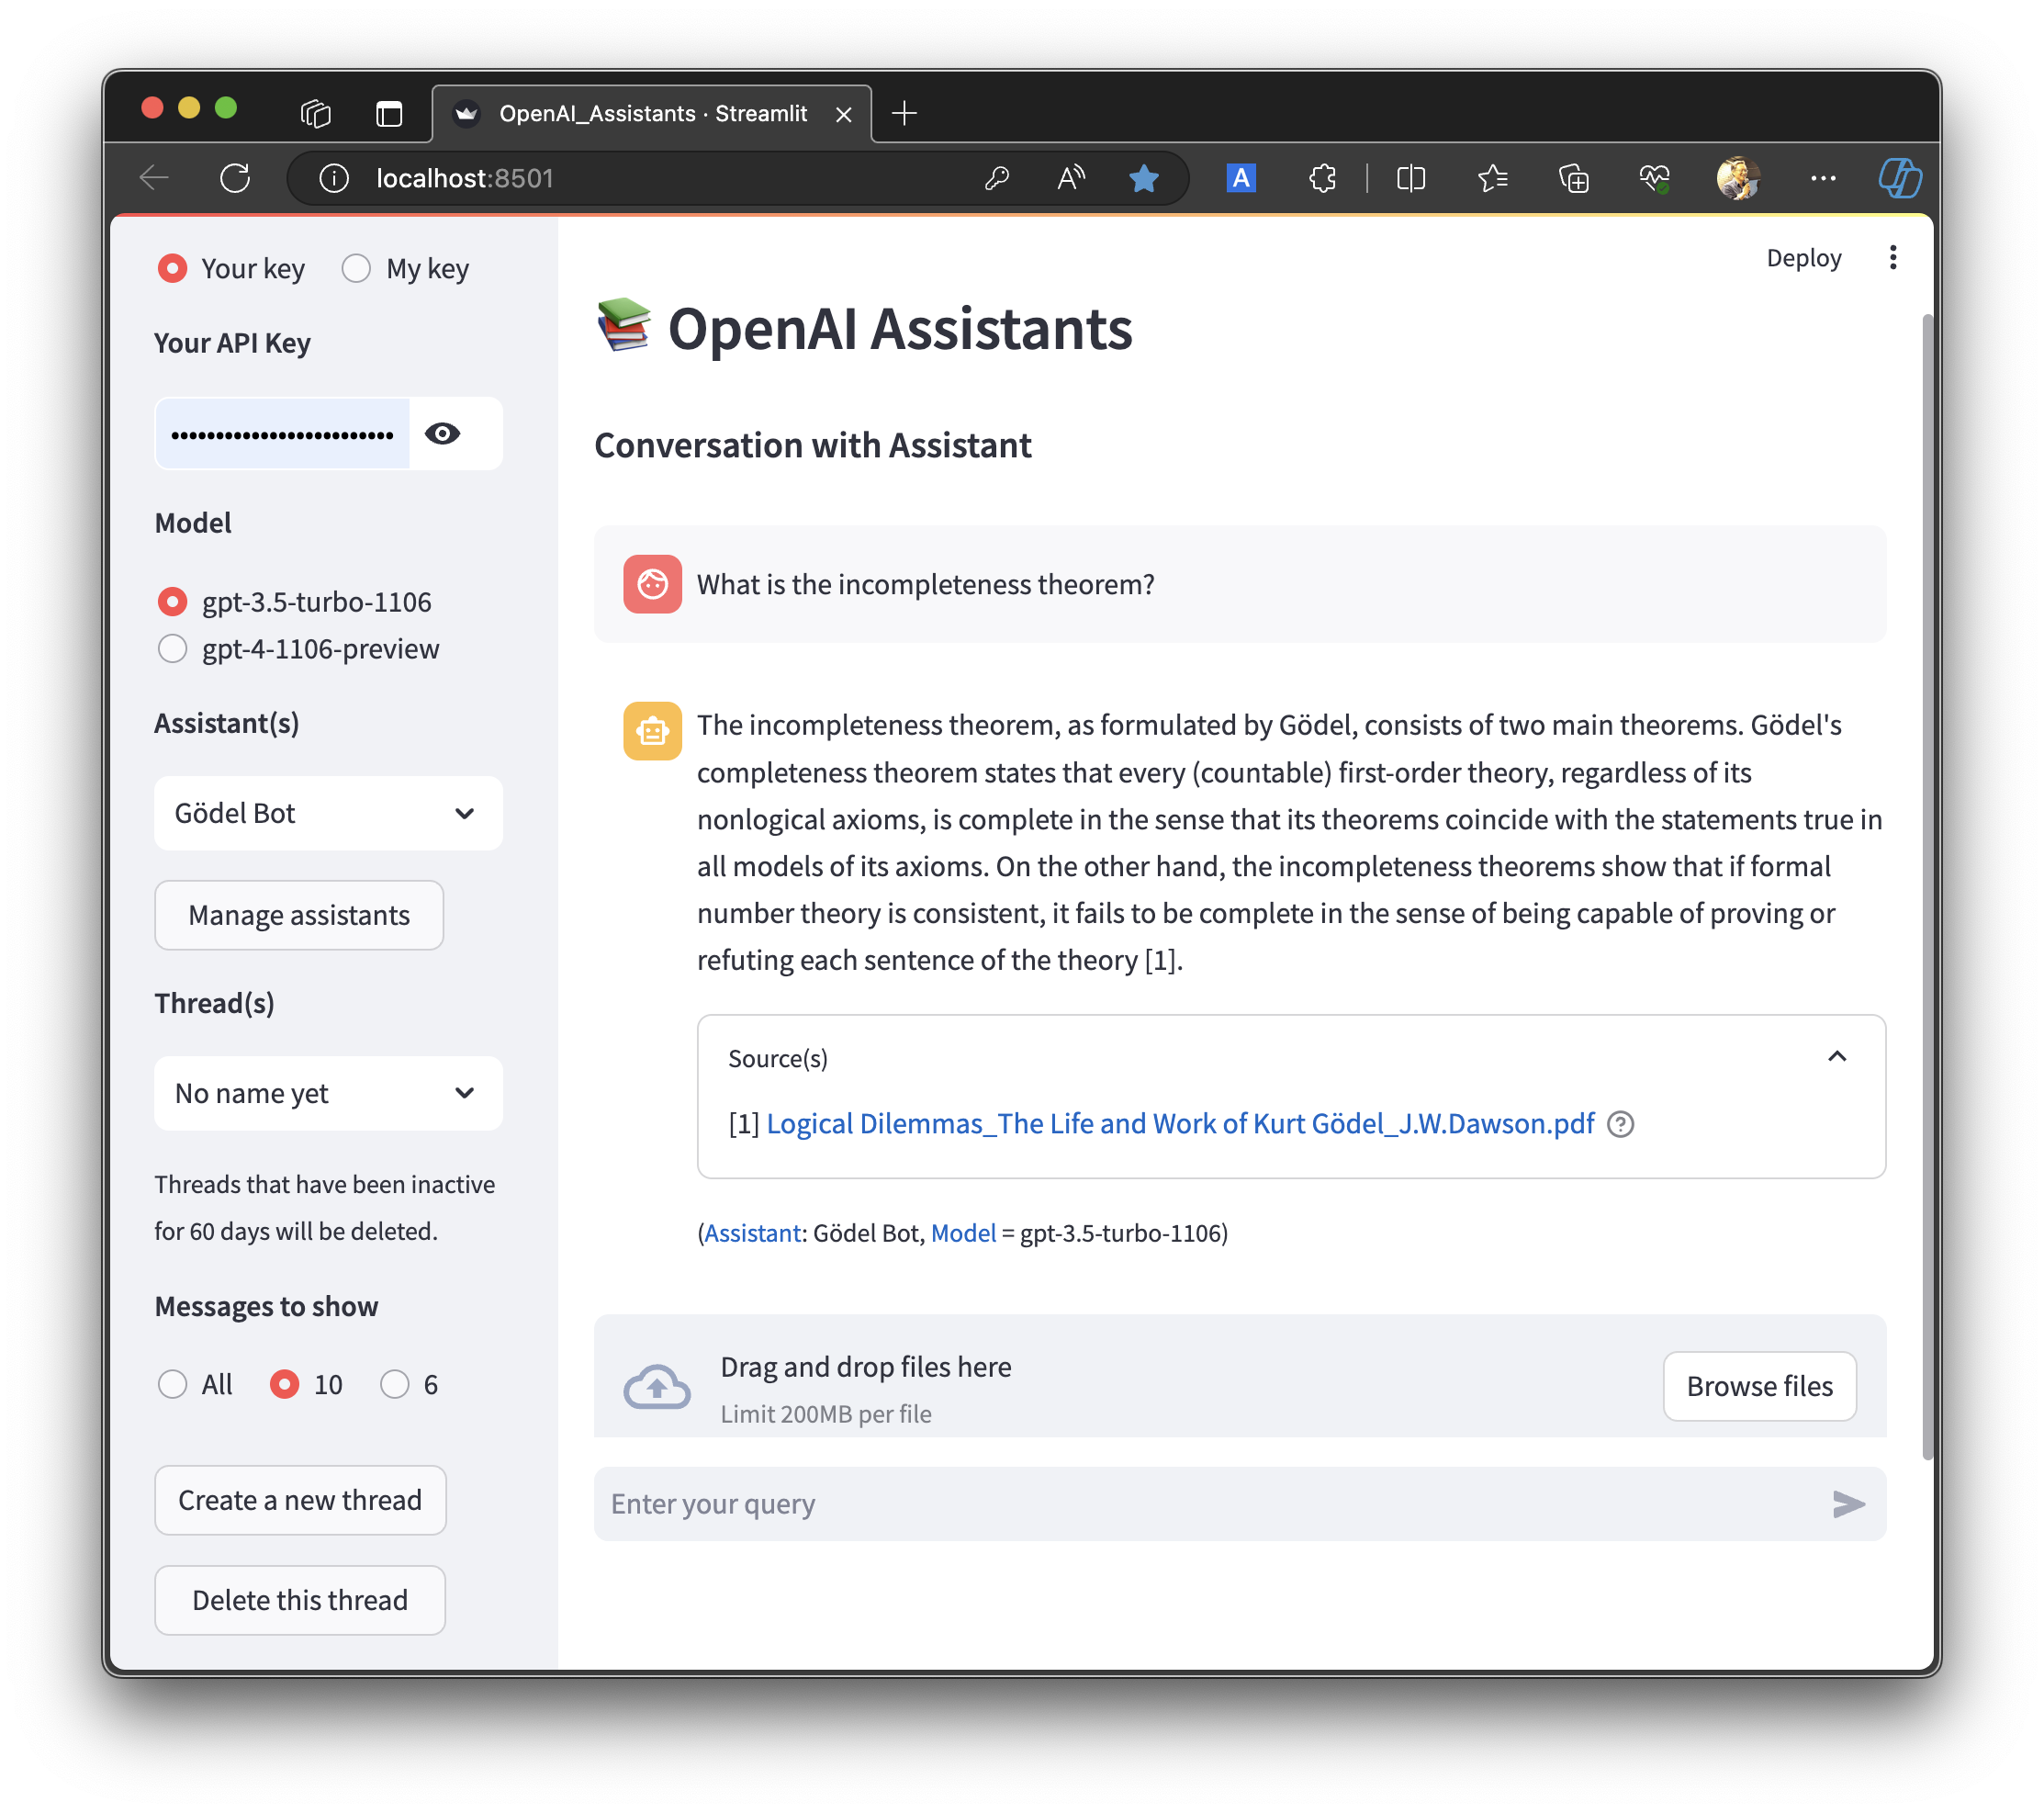 OpenAI_Assistants · Streamlit
localhost:8501
A
Your key My key
Your API Key
••••••••••••••••••••••••••
Model
gpt-3.5-turbo-1106
gpt-4-1106-preview
Assistant(s)
Gödel Bot
Manage assistants
Thread(s)
No name yet
Threads that have been inactive
for 60 days will be deleted.
Messages to show
All 10 6
Create a new thread
Delete this thread
Deploy
OpenAI Assistants
Conversation with Assistant
What is the incompleteness theorem?
The incompleteness theorem, as formulated by Gödel, consists of two main theorems. Gödel's
completeness theorem states that every (countable) first-order theory, regardless of its
nonlogical axioms, is complete in the sense that its theorems coincide with the statements true in
all models of its axioms. On the other hand, the incompleteness theorems show that if formal
number theory is consistent, it fails to be complete in the sense of being capable of proving or
refuting each sentence of the theory [1].
Source(s)
[1] Logical Dilemmas_The Life and Work of Kurt Gödel_J.W.Dawson.pdf
(Assistant: Gödel Bot, Model = gpt-3.5-turbo-1106)
Drag and drop files here
Limit 200MB per file
Browse files
Enter your query